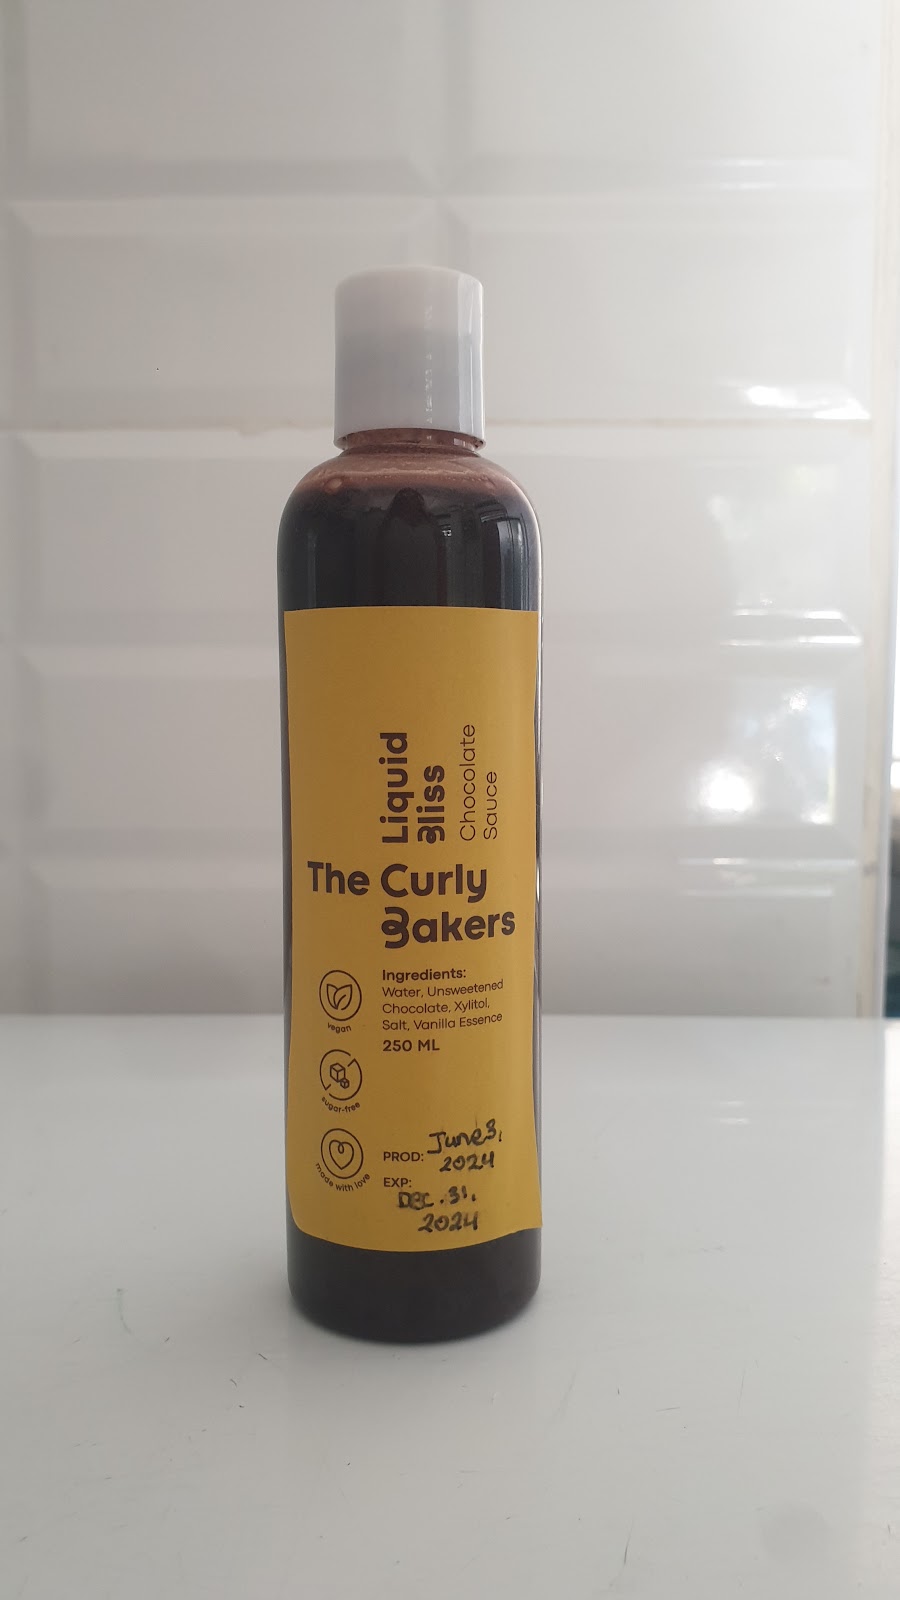 Liquid
Bliss
Chocolate
Sauce
The Curly
Bakers
Ingredients:
Water, Unsweetened
Chocolate, Xylitol,
Salt, Vanilla Essence
250 ML
vegan
sugar-free
made with love
PROD: June 3,
2024
EXP:
DEC. 31.
2024